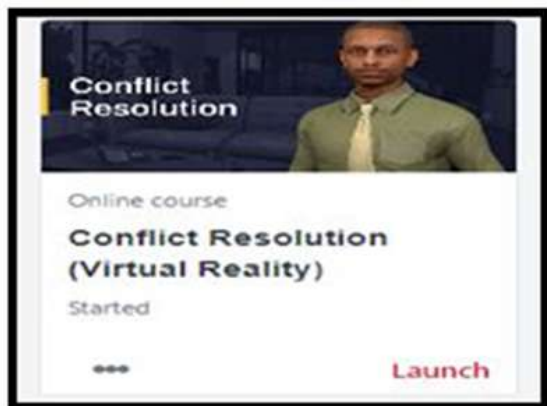 Conflict
Resolution
Online course
Conflict Resolution
(Virtual Reality)
Started
Launch